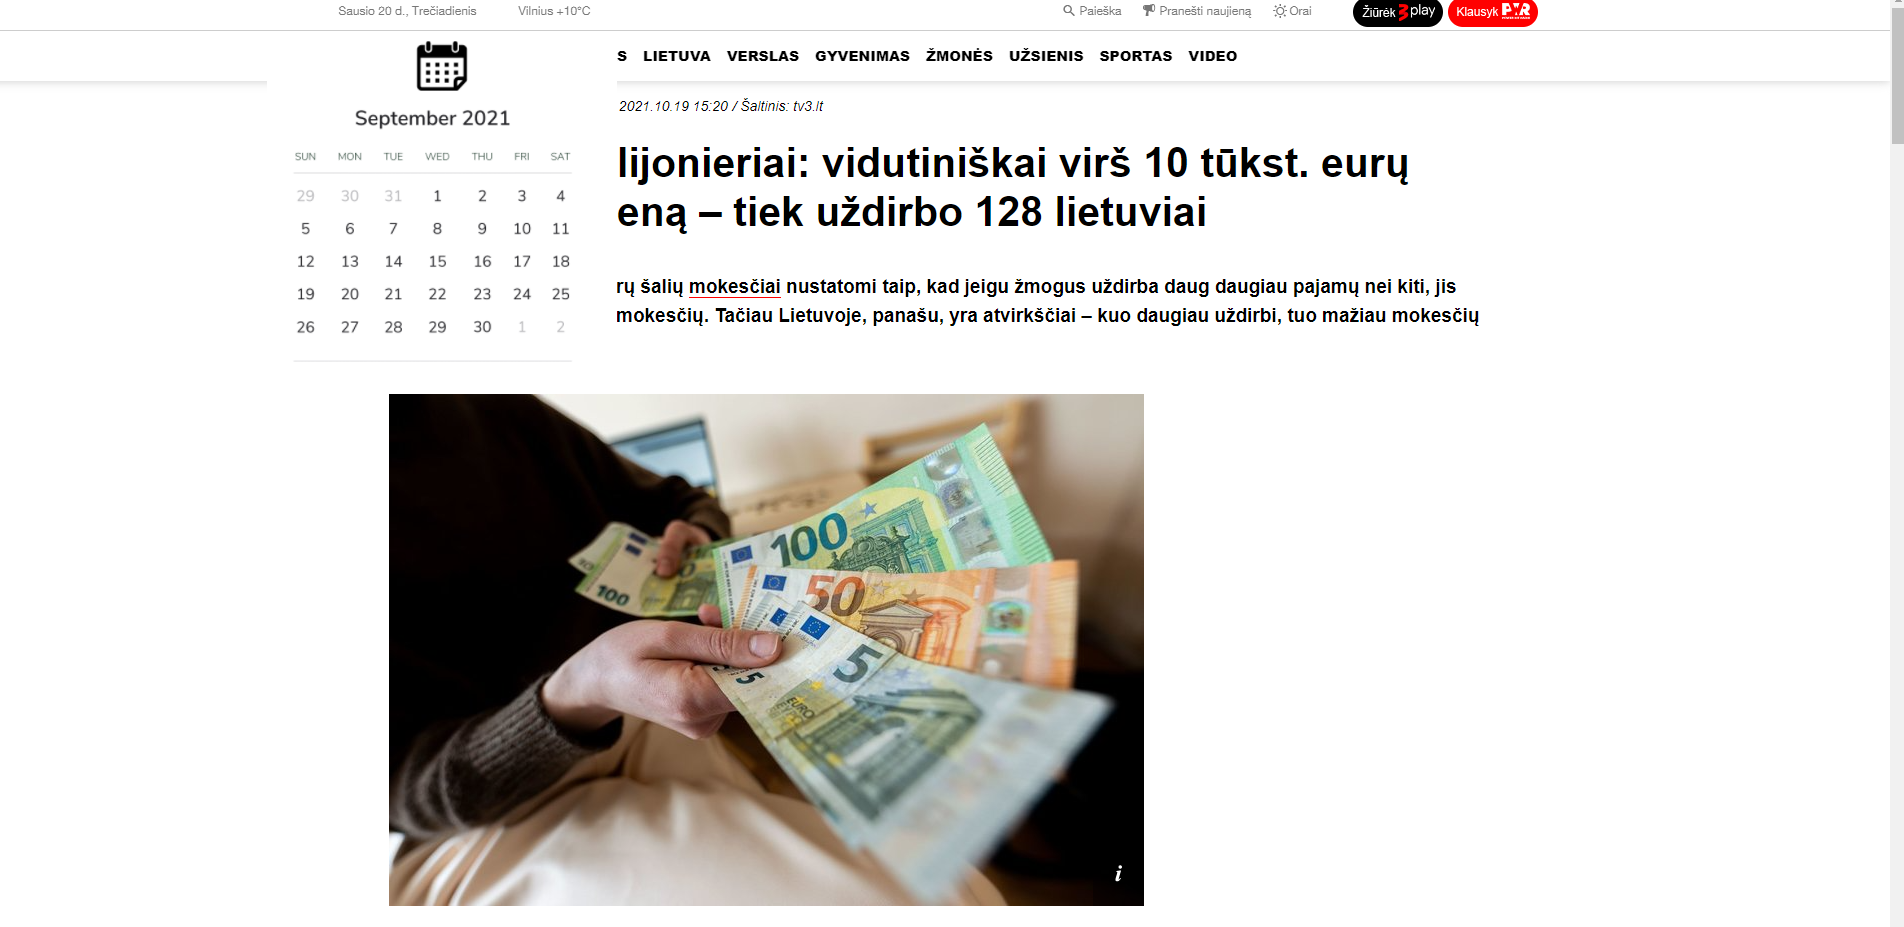 Sausio 20 d., Trečiadienis Vilnius +10°C Paieška Pranešti naujieną Orai Žiūrėk 3play Klausyk PWR
S LIETUVA VERSLAS GYVENIMAS ŽMONĖS UŽSIENIS SPORTAS VIDEO
September 2021
SUN MON TUE WED THU FRI SAT
29 30 31 1 2 3 4
5 6 7 8 9 10 11
12 13 14 15 16 17 18
19 20 21 22 23 24 25
26 27 28 29 30 1 2
2021.10.19 15:20 / Šaltinis: tv3.lt
lijonieriai: vidutiniškai virš 10 tūkst. eurų
eną – tiek uždirbo 128 lietuviai
rų šalių mokesčiai nustatomi taip, kad jeigu žmogus uždirba daug daugiau pajamų nei kiti, jis
mokesčių. Tačiau Lietuvoje, panašu, yra atvirkščiai – kuo daugiau uždirbi, tuo mažiau mokesčių
100
100
50
5
5
EURO
i